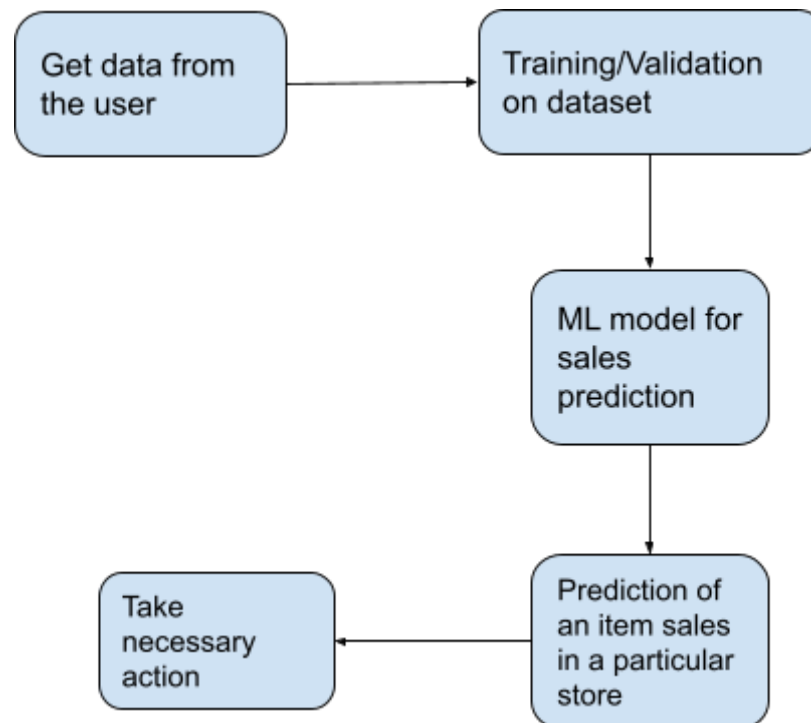 Get data from
the user
Training/Validation
on dataset
ML model for
sales
prediction
Prediction of
an item sales
in a particular
store
Take
necessary
action